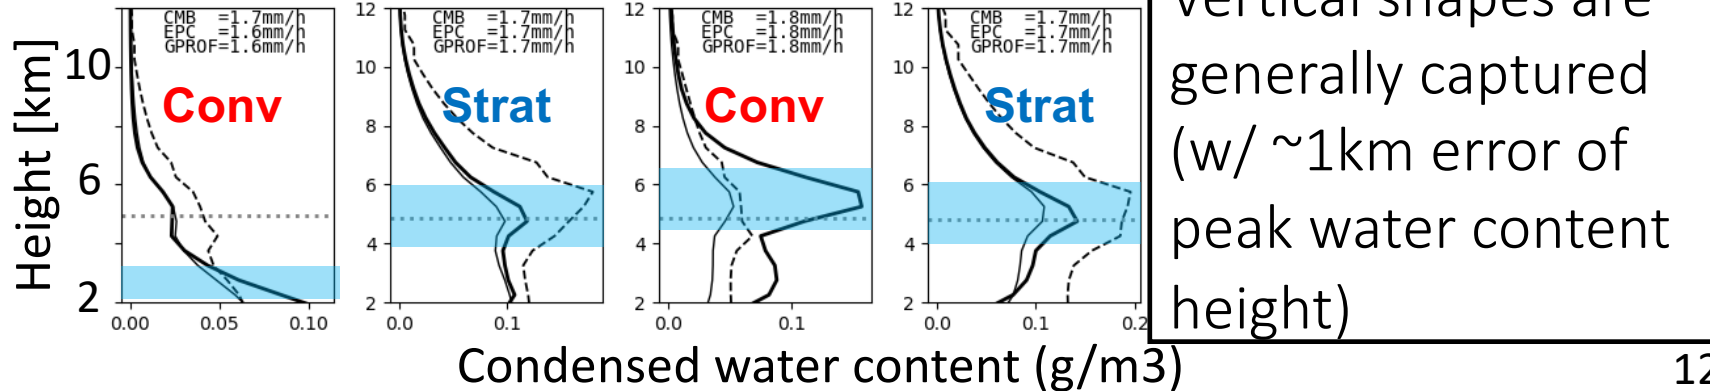 CMB =1.7mm/h
EPC =1.6mm/h
GPROF=1.6mm/h
Conv
CMB =1.7mm/h
EPC =1.7mm/h
GPROF=1.7mm/h
Strat
CMB =1.8mm/h
EPC =1.8mm/h
GPROF=1.8mm/h
Conv
CMB =1.7mm/h
EPC =1.7mm/h
GPROF=1.7mm/h
Strat
Height [km]
10
6
2
0.00 0.05 0.10
12
10
8
6
4
2
0.0 0.1
12
10
8
6
4
2
0.0 0.1
12
10
8
6
4
2
0.0 0.1 0.2
Condensed water content (g/m3)
vertical shapes are
generally captured
(w/ ~1km error of
peak water content
height)
12